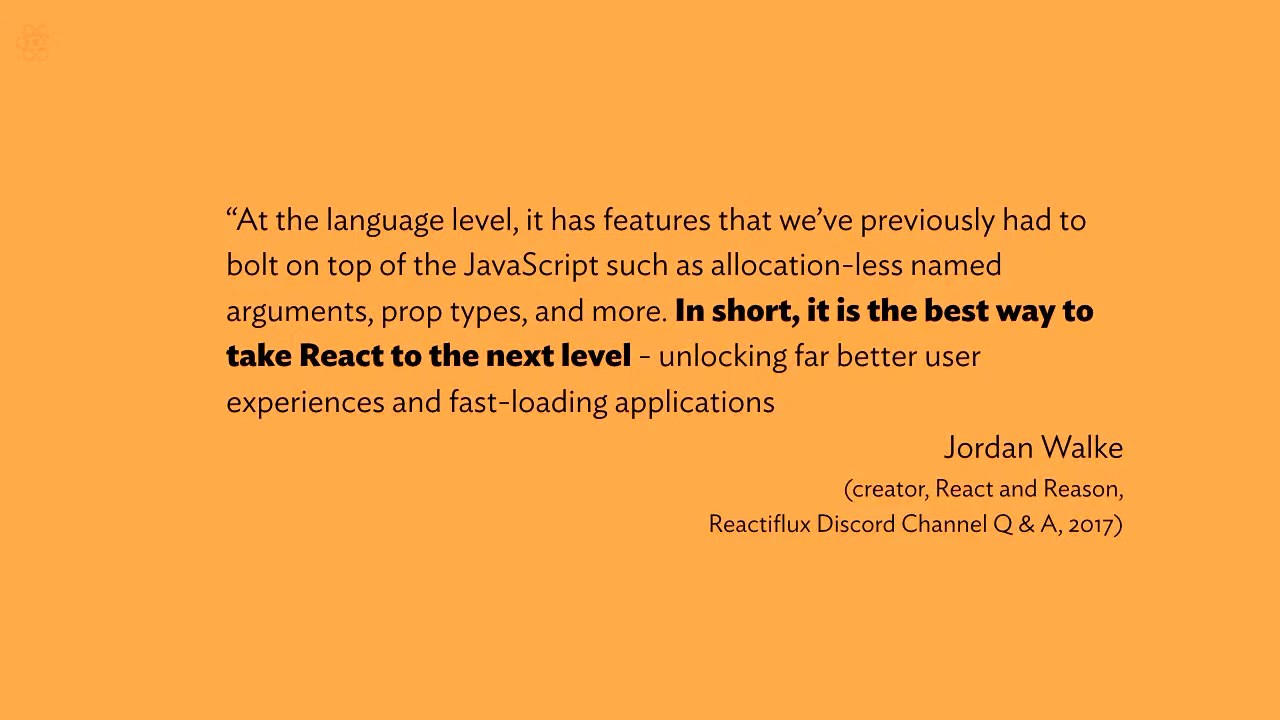 “At the language level, it has features that we’ve previously had to
bolt on top of the JavaScript such as allocation-less named
arguments, prop types, and more. In short, it is the best way to
take React to the next level - unlocking far better user
experiences and fast-loading applications
Jordan Walke
(creator, React and Reason,
Reactiflux Discord Channel Q & A, 2017)